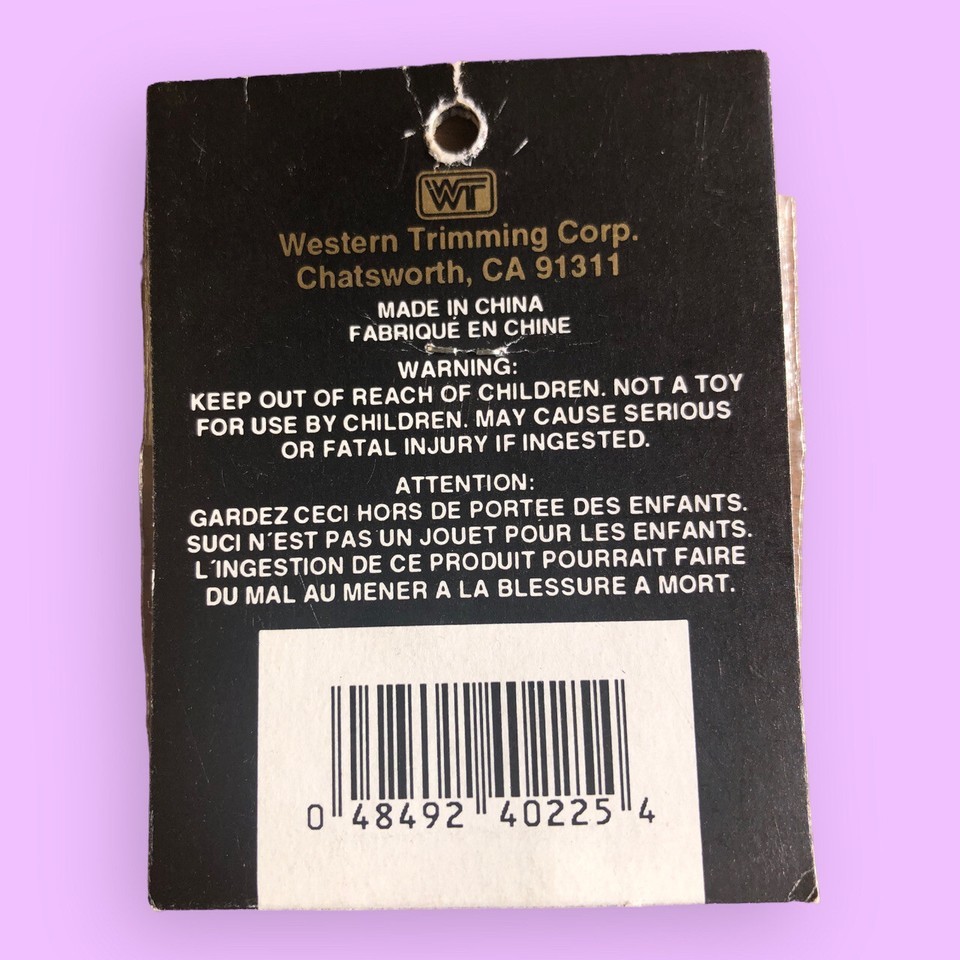 WT
Western Trimming Corp.
Chatsworth, CA 91311
MADE IN CHINA
FABRIQUÉ EN CHINE
WARNING:
KEEP OUT OF REACH OF CHILDREN. NOT A TOY
FOR USE BY CHILDREN. MAY CAUSE SERIOUS
OR FATAL INJURY IF INGESTED.
ATTENTION:
GARDEZ CECI HORS DE PORTEE DES ENFANTS.
SUCI N'EST PAS UN JOUET POUR LES ENFANTS.
L'INGESTION DE CE PRODUIT POURRAIT FAIRE
DU MAL AU MENER A LA BLESSURE A MORT.
0 48492 40225 4